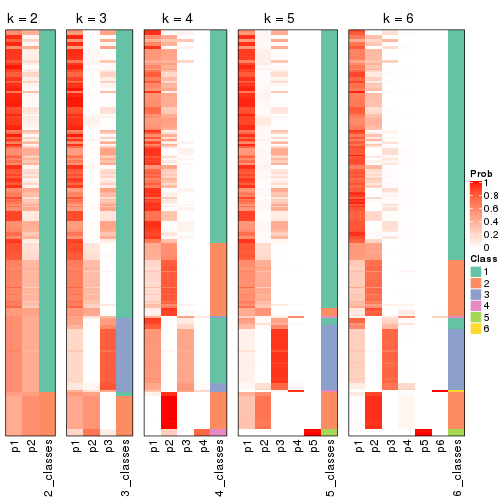 k = 2
k = 3
k = 4
k = 5
k = 6
Prob
1
0.8
0.6
0.4
0.2
0
Class
1
2
3
4
5
6
p1
p2
2_classes
p1
p2
p3
3_classes
p1
p2
p3
p4
4_classes
p1
p2
p3
p4
p5
5_classes
p1
p2
p3
p4
p5
p6
6_classes